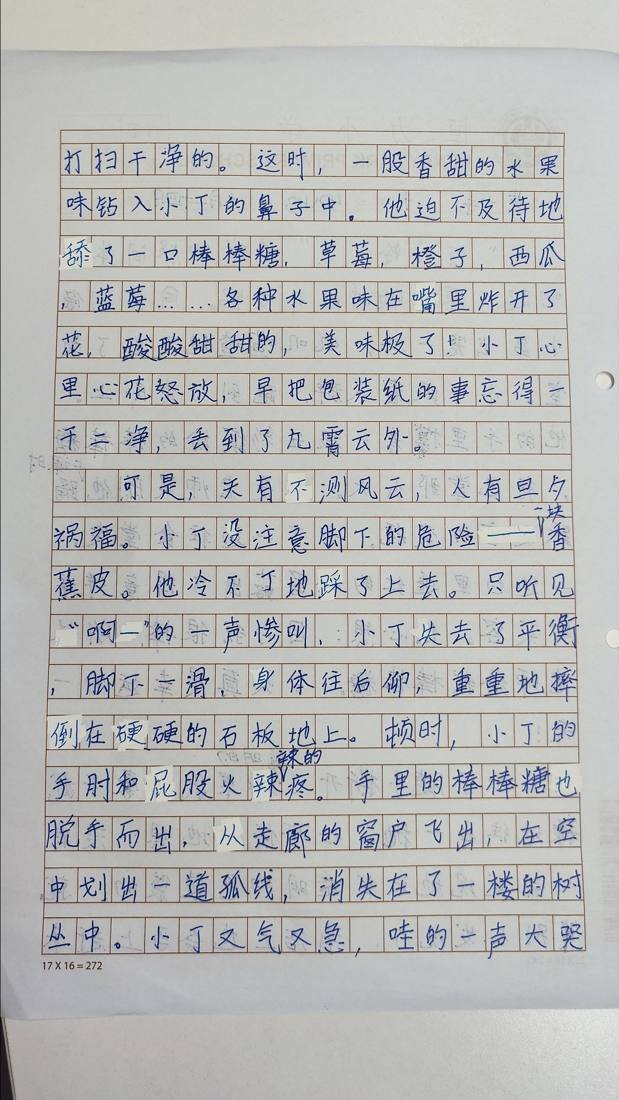 打扫干净的。这时，一股香甜的水果
味钻入小丁的鼻子中。他迫不及待地
舔了一口棒棒糖，草莓，橙子，西瓜
，蓝莓……各种水果味在嘴里炸开了
花，酸酸甜甜的，美味极了！小丁心
里心花怒放，早把包装纸的事忘得一
干二净，丢到了九霄云外。
可是，天有不测风云，人有旦夕
祸福。小丁没注意脚下的危险——一块香
蕉皮。他冷不丁地踩了上去。只听见
“啊—”的一声惨叫，小丁失去了平衡
，脚下一滑，身体往后仰，重重地摔
倒在硬硬的石板地上。顿时，小丁的
手肘和屁股火辣辣的疼。手里的棒棒糖也
脱手而出，从走廊的窗户飞出，在空
中划出一道孤线，消失在了一楼的树
丛中。小丁又气又急，哇的一声大哭
17 X 16 = 272